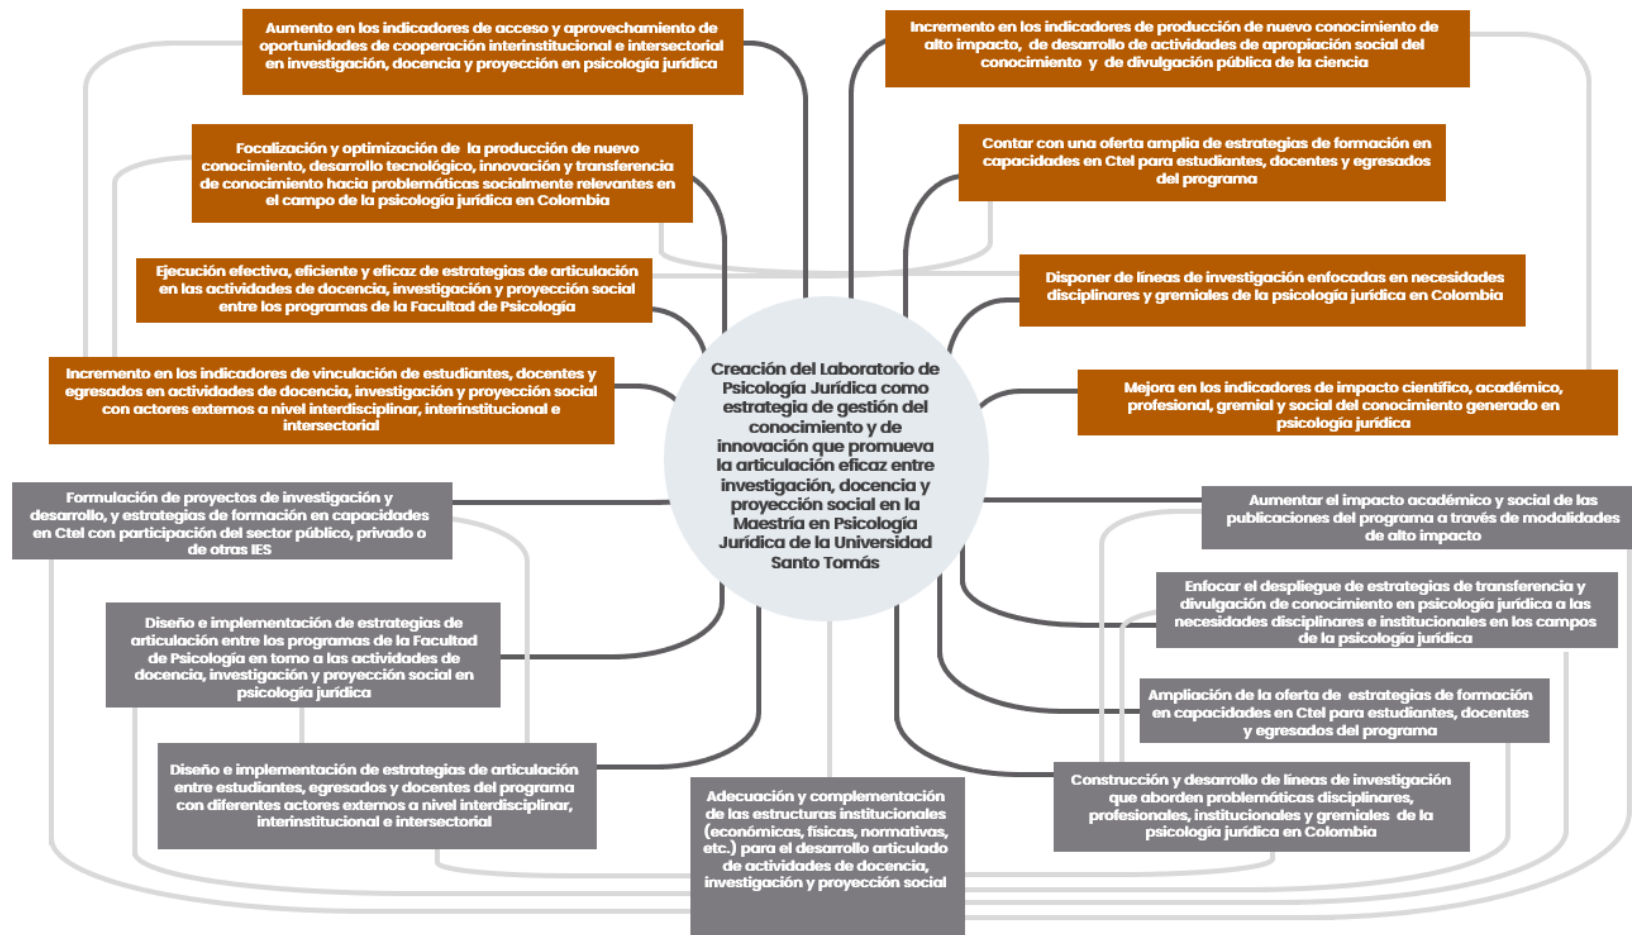 Aumento en los indicadores de acceso y aprovechamiento de
oportunidades de cooperación interinstitucional e intersectorial
en investigación, docencia y proyección en psicología jurídica
Incremento en los indicadores de producción de nuevo conocimiento de
alto impacto, de desarrollo de actividades de apropiación social del
conocimiento y de divulgación pública de la ciencia
Focalización y optimización de la producción de nuevo
conocimiento, desarrollo tecnológico, innovación y transferencia
de conocimiento hacia problemáticas socialmente relevantes en
el campo de la psicología jurídica en Colombia
Contar con una oferta amplia de estrategias de formación en
capacidades en CteI para estudiantes, docentes y egresados
del programa
Ejecución efectiva, eficiente y eficaz de estrategias de articulación
en las actividades de docencia, investigación y proyección social
entre los programas de la Facultad de Psicología
Disponer de líneas de investigación enfocadas en necesidades
disciplinares y gremiales de la psicología jurídica en Colombia
Incremento en los indicadores de vinculación de estudiantes, docentes y
egresados en actividades de docencia, investigación y proyección social
con actores externos a nivel interdisciplinar, interinstitucional e
intersectorial
Mejora en los indicadores de impacto científico, académico,
profesional, gremial y social del conocimiento generado en
psicología jurídica
Creación del Laboratorio de
Psicología Jurídica como
estrategia de gestión del
conocimiento y de
innovación que promueva
la articulación eficaz entre
investigación, docencia y
proyección social en la
Maestría en Psicología
Jurídica de la Universidad
Santo Tomás
Formulación de proyectos de investigación y
desarrollo, y estrategias de formación en capacidades
en CteI con participación del sector público, privado o
de otras IES
Aumentar el impacto académico y social de las
publicaciones del programa a través de modalidades
de alto impacto
Diseño e implementación de estrategias de
articulación entre los programas de la Facultad
de Psicología en torno a las actividades de
docencia, investigación y proyección social en
psicología jurídica
Enfocar el despliegue de estrategias de transferencia y
divulgación de conocimiento en psicología jurídica a las
necesidades disciplinares e institucionales en los campos
de la psicología jurídica
Ampliación de la oferta de estrategias de formación
en capacidades en CteI para estudiantes, docentes
y egresados del programa
Diseño e implementación de estrategias de articulación
entre estudiantes, egresados y docentes del programa
con diferentes actores externos a nivel interdisciplinar,
interinstitucional e intersectorial
Adecuación y complementación
de las estructuras institucionales
(económicas, físicas, normativas,
etc.) para el desarrollo articulado
de actividades de docencia,
investigación y proyección social
Construcción y desarrollo de líneas de investigación
que aborden problemáticas disciplinares,
profesionales, institucionales y gremiales de la
psicología jurídica en Colombia